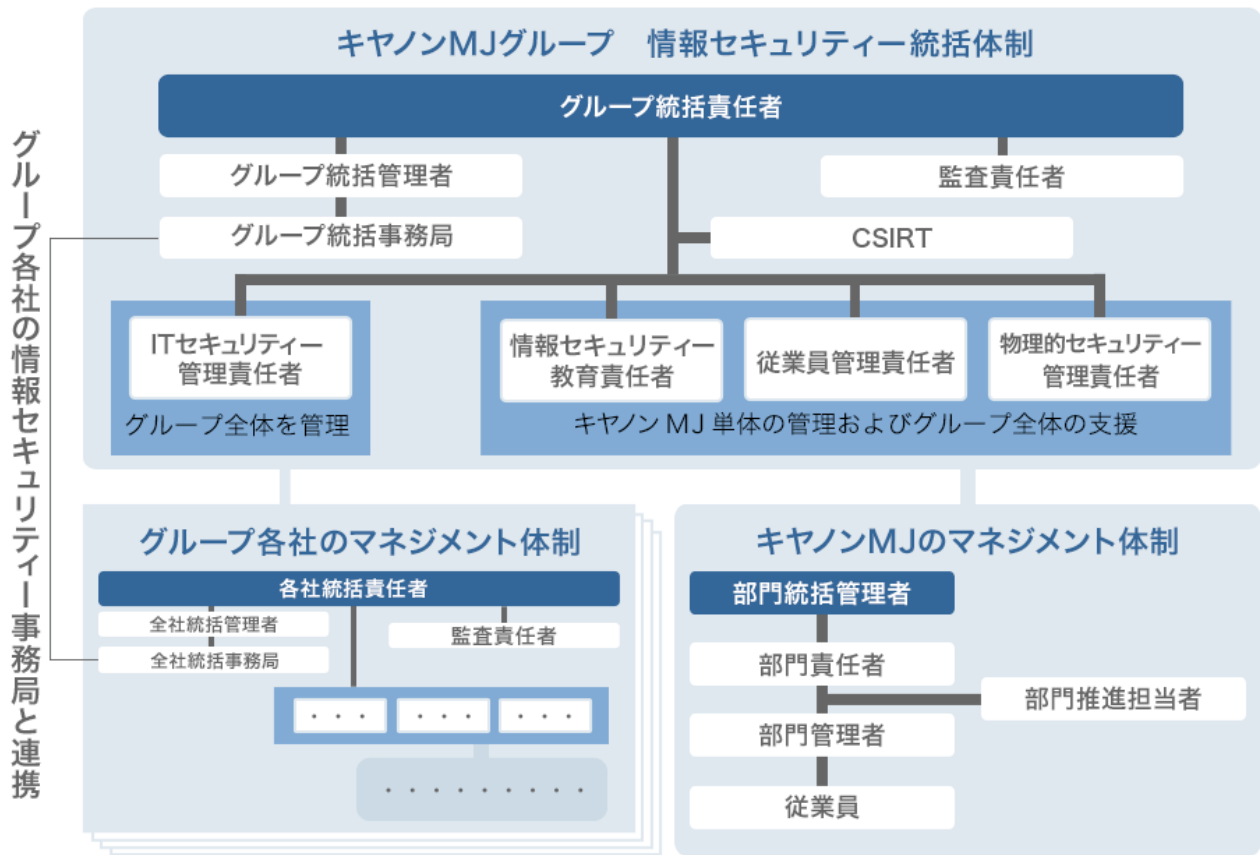 キヤノンMJグループ　情報セキュリティー統括体制
グループ統括責任者
グループ統括管理者
監査責任者
グループ統括事務局
CSIRT
ITセキュリティー
管理責任者
グループ全体を管理
情報セキュリティー
教育責任者
従業員管理責任者
物理的セキュリティー
管理責任者
キヤノン MJ 単体の管理およびグループ全体の支援
グループ各社の情報セキュリティー事務局と連携
グループ各社のマネジメント体制
各社統括責任者
全社統括管理者
監査責任者
全社統括事務局
・・・
・・・
・・・
・・・・・・・・・
キヤノンMJのマネジメント体制
部門統括管理者
部門責任者
部門推進担当者
部門管理者
従業員